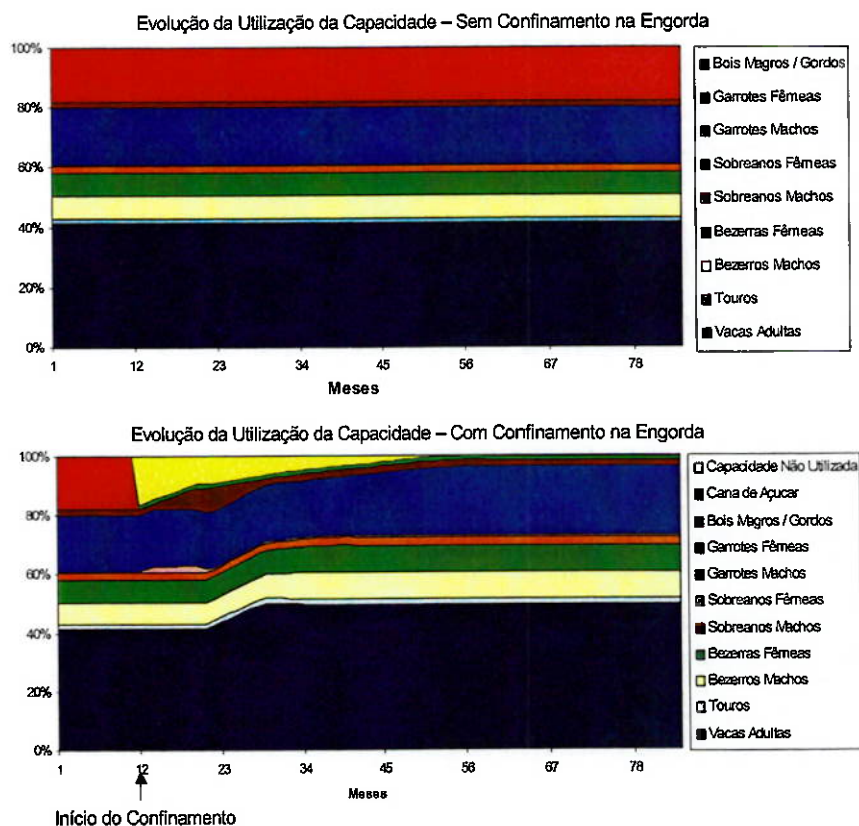 Evolução da Utilização da Capacidade – Sem Confinamento na Engorda
100%
80%
60%
40%
20%
0%
1 12 23 34 45 56 67 78
Meses
Bois Magros / Gordos
Garrotes Fêmeas
Garrotes Machos
Sobreanos Fêmeas
Sobreanos Machos
Bezerras Fêmeas
Bezerros Machos
Touros
Vacas Adultas
Evolução da Utilização da Capacidade – Com Confinamento na Engorda
100%
80%
60%
40%
20%
0%
1 12 23 34 45 56 67 78
Meses
Início do Confinamento
Capacidade Não Utilizada
Cana de Açucar
Bois Magros / Gordos
Garrotes Fêmeas
Garrotes Machos
Sobreanos Fêmeas
Sobreanos Machos
Bezerras Fêmeas
Bezerros Machos
Touros
Vacas Adultas